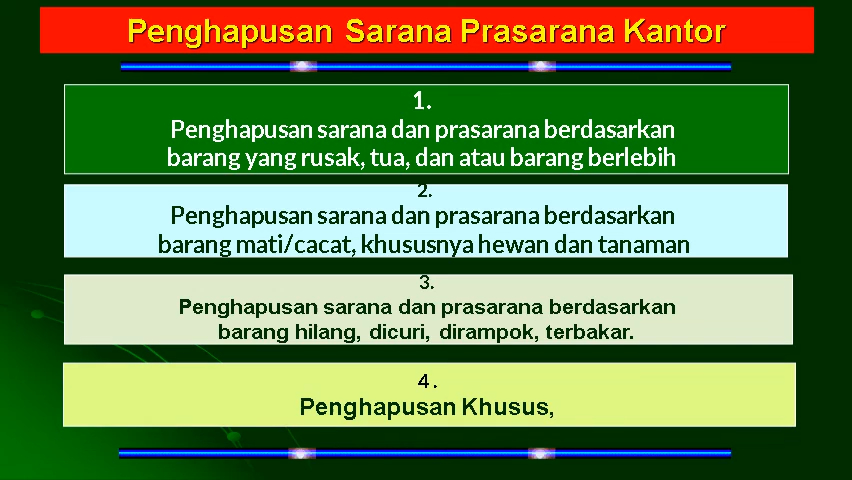 Penghapusan Sarana Prasarana Kantor
1.
Penghapusan sarana dan prasarana berdasarkan
barang yang rusak, tua, dan atau barang berlebih
2.
Penghapusan sarana dan prasarana berdasarkan
barang mati/cacat, khususnya hewan dan tanaman
3.
Penghapusan sarana dan prasarana berdasarkan
barang hilang, dicuri, dirampok, terbakar.
4.
Penghapusan Khusus,